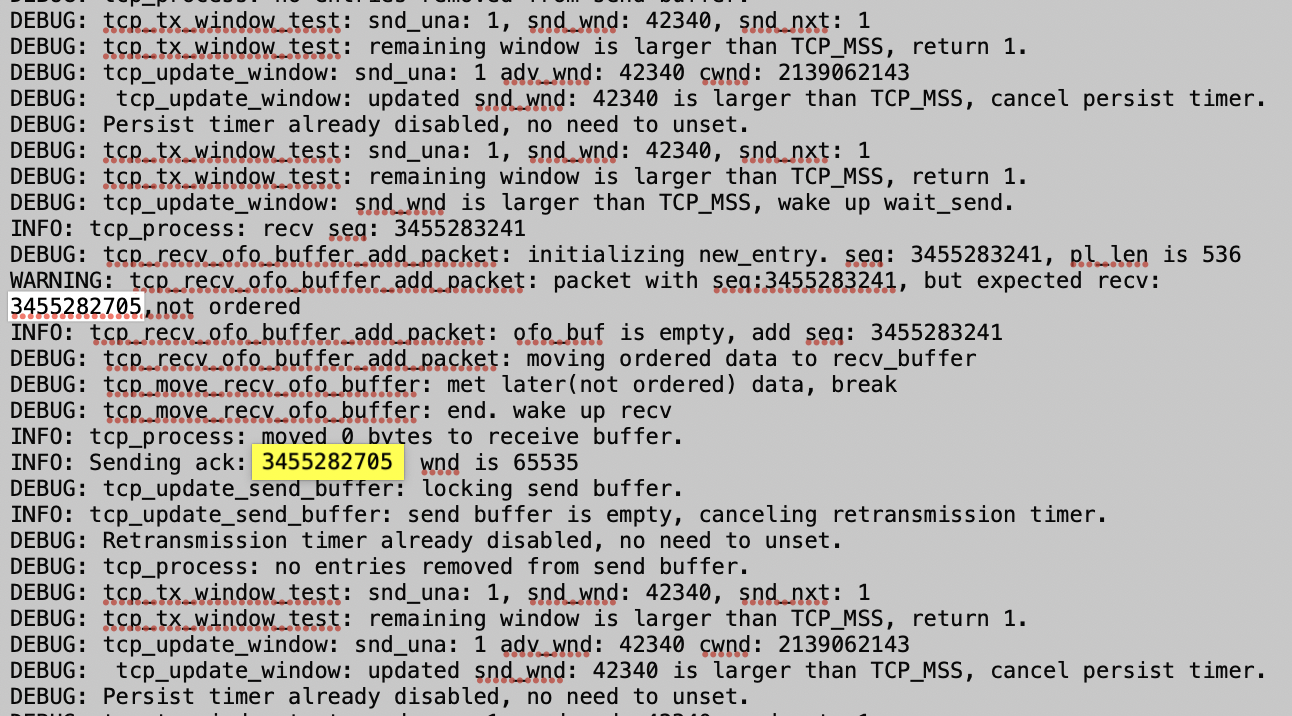 DEBUG: tcp_process: no entries removed from send buffer.
DEBUG: tcp_tx_window_test: snd_una: 1, snd_wnd: 42340, snd_nxt: 1
DEBUG: tcp_tx_window_test: remaining window is larger than TCP_MSS, return 1.
DEBUG: tcp_update_window: snd_una: 1 adv_wnd: 42340 cwnd: 2139062143
DEBUG:  tcp_update_window: updated snd_wnd: 42340 is larger than TCP_MSS, cancel persist timer.
DEBUG: Persist timer already disabled, no need to unset.
DEBUG: tcp_tx_window_test: snd_una: 1, snd_wnd: 42340, snd_nxt: 1
DEBUG: tcp_tx_window_test: remaining window is larger than TCP_MSS, return 1.
DEBUG: tcp_update_window: snd_wnd is larger than TCP_MSS, wake up wait_send.
INFO: tcp_process: recv seq: 3455283241
DEBUG: tcp_recv_ofo_buffer_add_packet: initializing new_entry. seq: 3455283241, pl_len is 536
WARNING: tcp_recv_ofo_buffer_add_packet: packet with seq:3455283241, but expected recv:
3455282705,not ordered
INFO: tcp_recv_ofo_buffer_add_packet: ofo_buf is empty, add seq: 3455283241
DEBUG: tcp_recv_ofo_buffer_add_packet: moving ordered data to recv_buffer
DEBUG: tcp_move_recv_ofo_buffer: met later(not ordered) data, break
DEBUG: tcp_move_recv_ofo_buffer: end. wake up recv
INFO: tcp_process: moved 0 bytes to receive buffer.
INFO: Sending ack: 3455282705 wnd is 65535
DEBUG: tcp_update_send_buffer: locking send buffer.
INFO: tcp_update_send_buffer: send buffer is empty, canceling retransmission timer.
DEBUG: Retransmission timer already disabled, no need to unset.
DEBUG: tcp_process: no entries removed from send buffer.
DEBUG: tcp_tx_window_test: snd_una: 1, snd_wnd: 42340, snd_nxt: 1
DEBUG: tcp_tx_window_test: remaining window is larger than TCP_MSS, return 1.
DEBUG: tcp_update_window: snd_una: 1 adv_wnd: 42340 cwnd: 2139062143
DEBUG:  tcp_update_window: updated snd_wnd: 42340 is larger than TCP_MSS, cancel persist timer.
DEBUG: Persist timer already disabled, no need to unset.